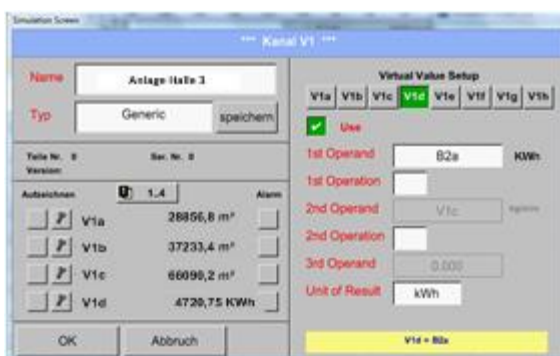 Simulation Screen
*** Kanal V1 ***
Name
Anlage Halle 3
Typ
Generic
speichern
Teile Nr. 0
Ser. Nr. 0
Version:
Aufzeichnen
1..4
Alarm
V1a
28856,8 m³
V1b
37233,4 m³
V1c
66090,2 m³
V1d
4720,75 KWh
OK
Abbruch
Virtual Value Setup
V1a
V1b
V1c
V1d
V1e
V1f
V1g
V1h
Use
1st Operand
B2a
KWh
1st Operation
2nd Operand
V1c
2nd Operation
3rd Operand
0.000
Unit of Result
kWh
V1d = B2a